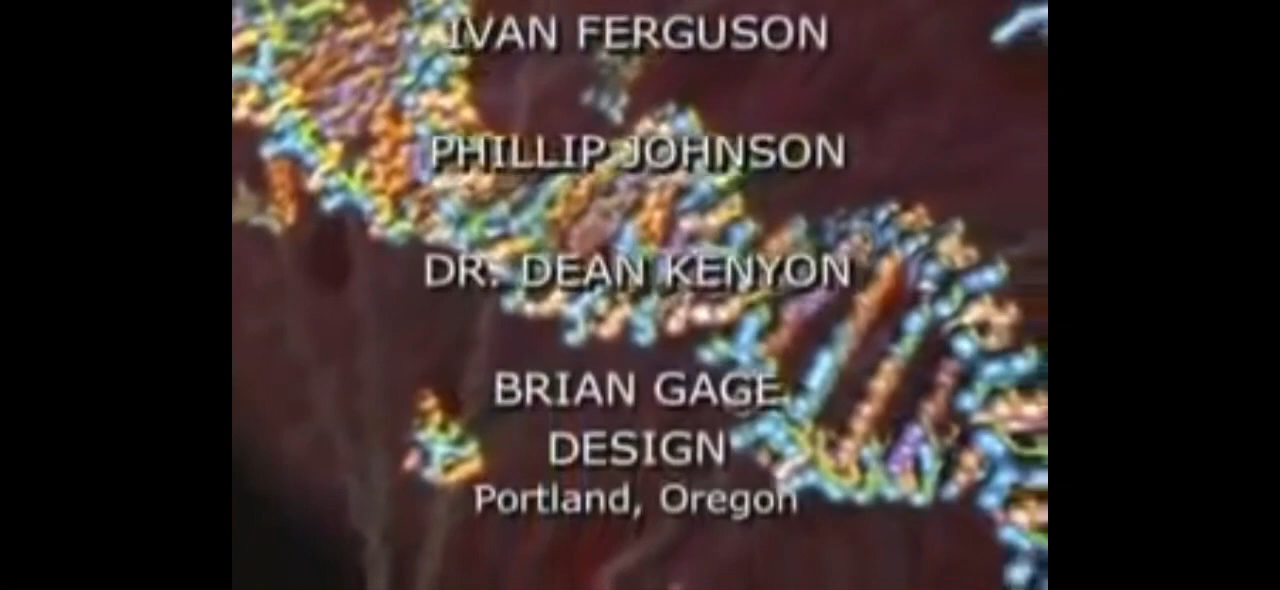 IVAN FERGUSON
PHILLIP JOHNSON
DR. DEAN KENYON
BRIAN GAGE
DESIGN
Portland, Oregon